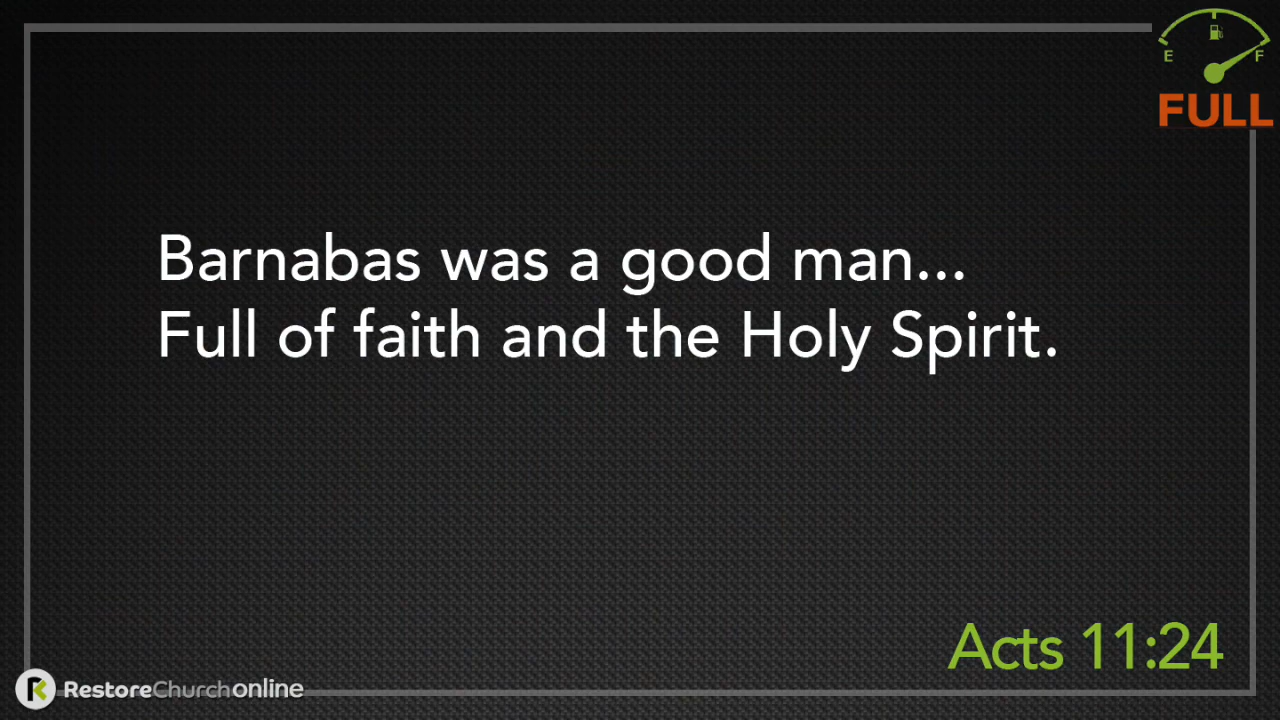 E F
FULL
Barnabas was a good man...
Full of faith and the Holy Spirit.
Acts 11:24
RestoreChurchonline